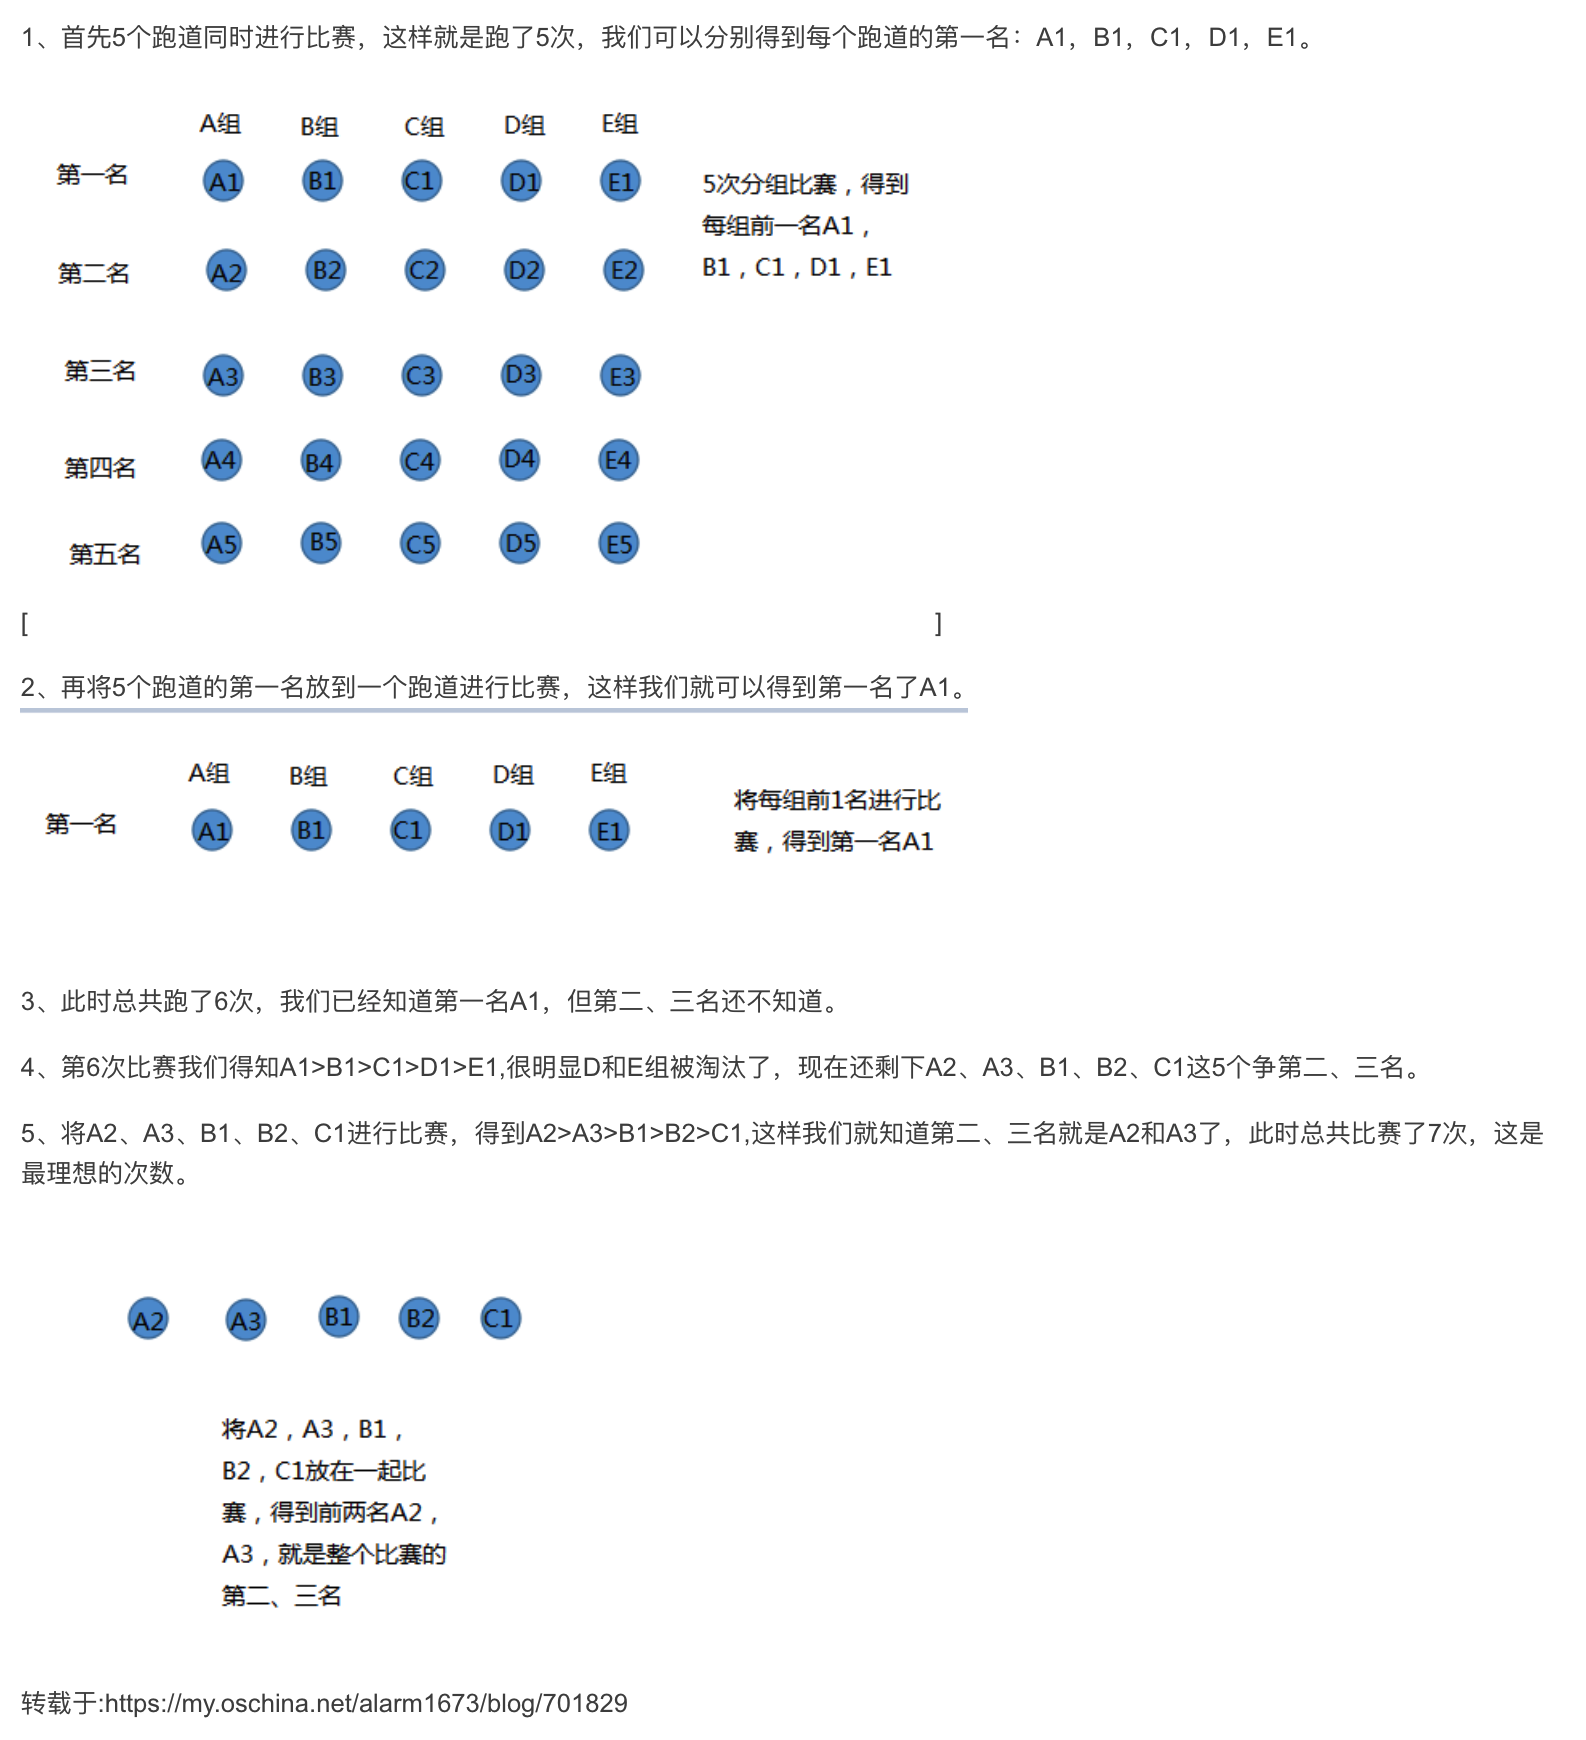 1、首先5个跑道同时进行比赛，这样就是跑了5次，我们可以分别得到每个跑道的第一名：A1，B1，C1，D1，E1。
A组 B组 C组 D组 E组
第一名 A1 B1 C1 D1 E1
第二名 A2 B2 C2 D2 E2
第三名 A3 B3 C3 D3 E3
第四名 A4 B4 C4 D4 E4
第五名 A5 B5 C5 D5 E5
5次分组比赛，得到
每组前一名A1，
B1，C1，D1，E1
[ ]
2、再将5个跑道的第一名放到一个跑道进行比赛，这样我们就可以得到第一名了A1。
A组 B组 C组 D组 E组
第一名 A1 B1 C1 D1 E1
将每组前1名进行比
赛，得到第一名A1
3、此时总共跑了6次，我们已经知道第一名A1，但第二、三名还不知道。
4、第6次比赛我们得知A1>B1>C1>D1>E1,很明显D和E组被淘汰了，现在还剩下A2、A3、B1、B2、C1这5个争第二、三名。
5、将A2、A3、B1、B2、C1进行比赛，得到A2>A3>B1>B2>C1,这样我们就知道第二、三名就是A2和A3了，此时总共比赛了7次，这是
最理想的次数。
A2 A3 B1 B2 C1
将A2，A3，B1，
B2，C1放在一起比
赛，得到前两名A2，
A3，就是整个比赛的
第二、三名
转载于:https://my.oschina.net/alarm1673/blog/701829